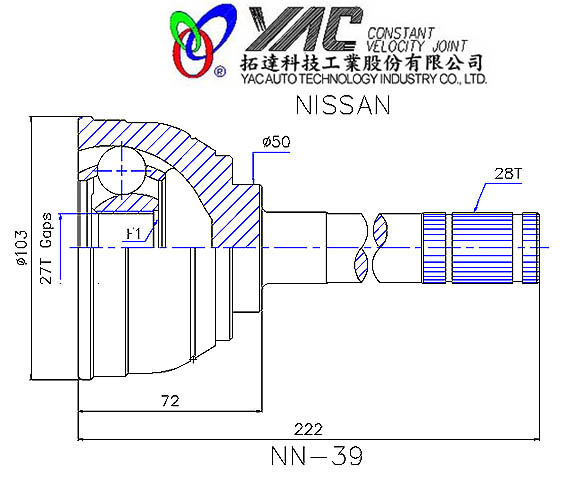 YAC CONSTANT
VELOCITY JOINT
拓達科技工業股份有限公司
® YAC AUTO TECHNOLOGY INDUSTRY CO., LTD.
NISSAN
ø50
28T
F1
ø103
27T Gaps
72
222
NN-39